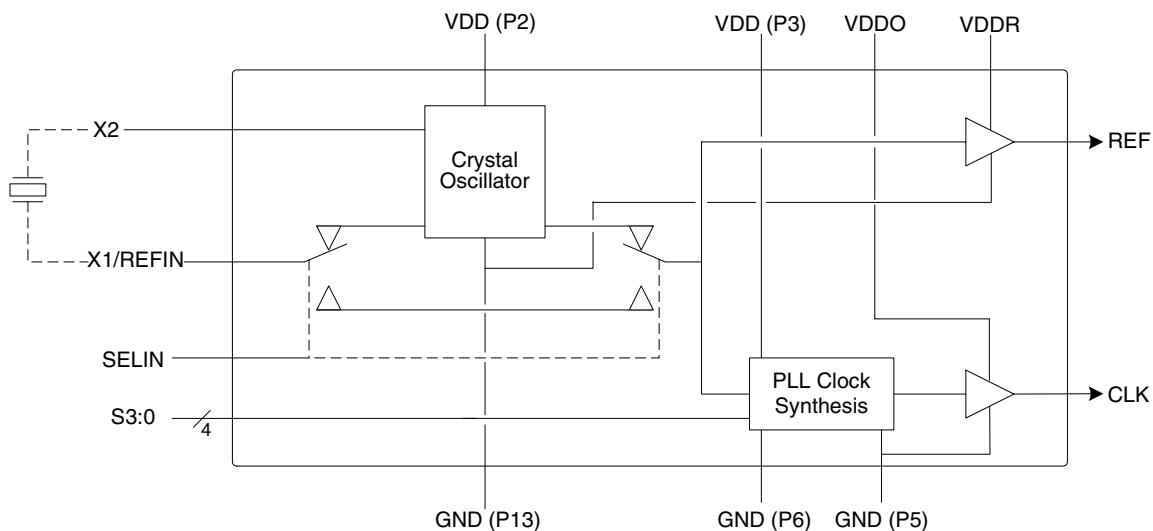 VDD (P2)
VDD (P3)
VDDO
VDDR
X2
Crystal
Oscillator
REF
X1/REFIN
SELIN
PLL Clock
Synthesis
CLK
S3:0
4
GND (P13)
GND (P6)
GND (P5)